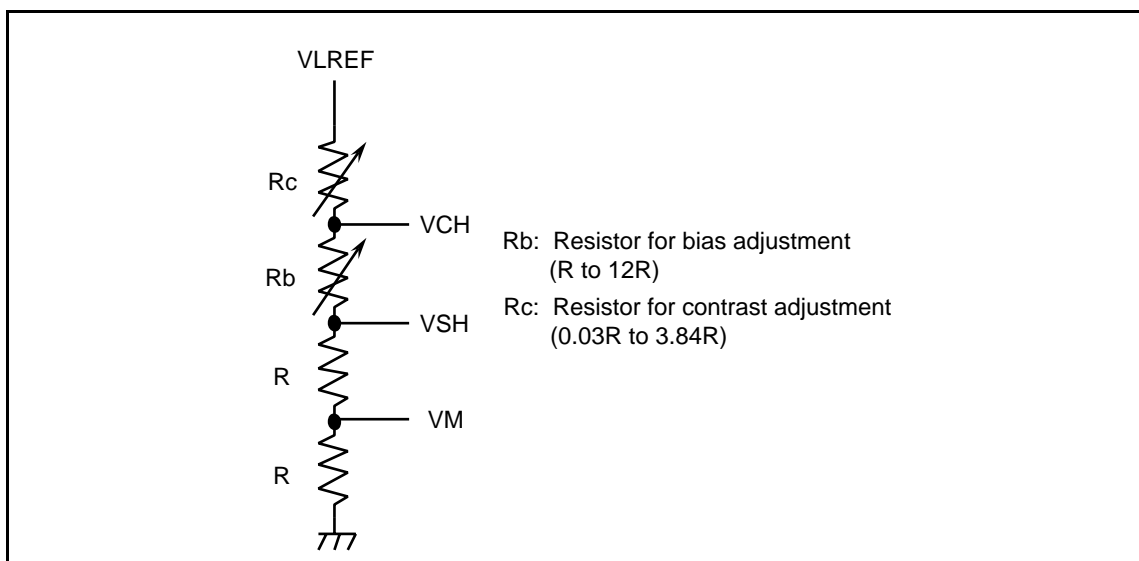 VLREF
Rc
VCH
Rb: Resistor for bias adjustment
(R to 12R)
Rb
Rc: Resistor for contrast adjustment
VSH
(0.03R to 3.84R)
R
VM
R